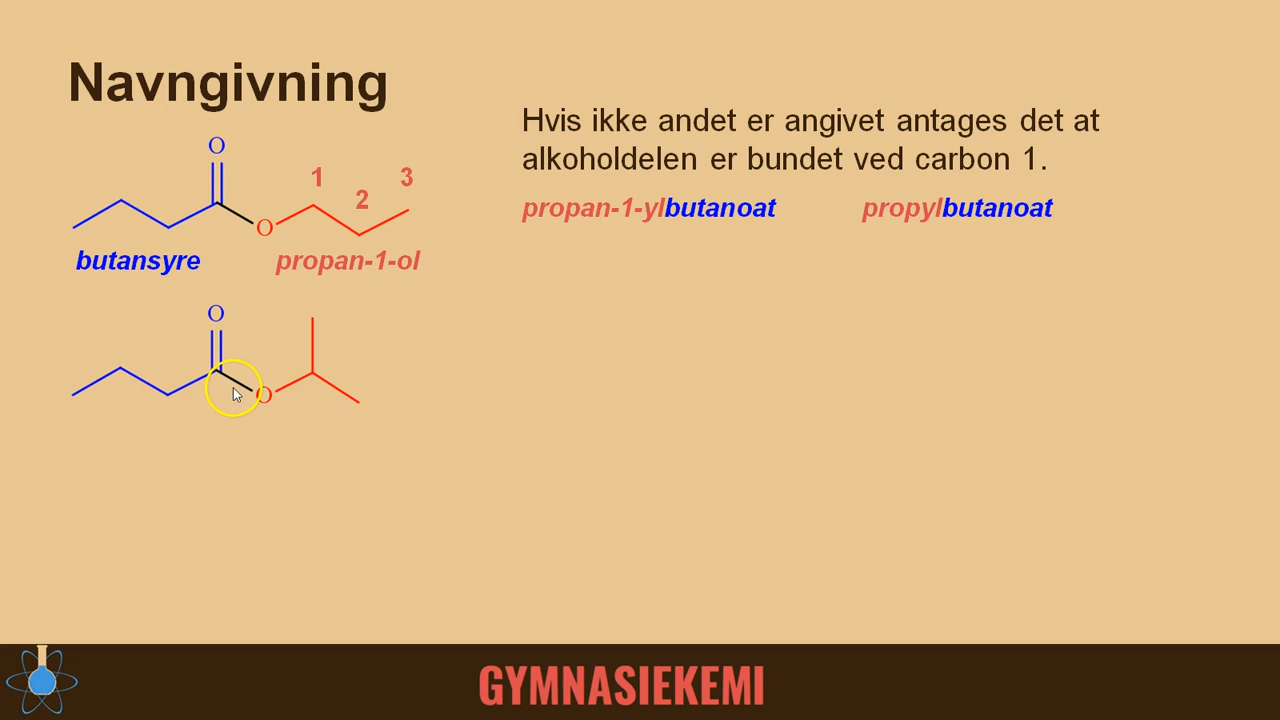 Navngivning
Hvis ikke andet er angivet antages det at
alkoholdelen er bundet ved carbon 1.
propan-1-ylbutanoat propylbutanoat
O
1 2 3
O
butansyre propan-1-ol
O
O
GYMNASIEKEMI